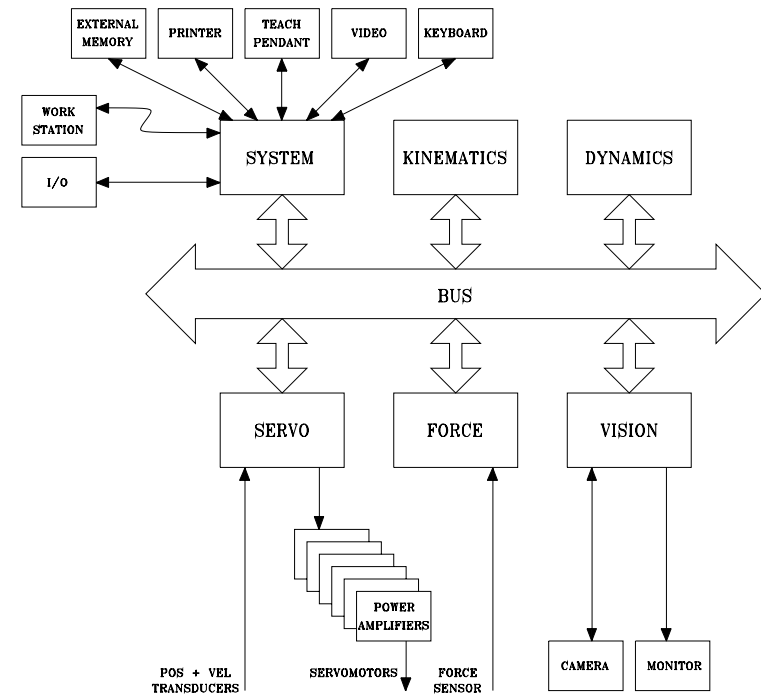 EXTERNAL
MEMORY
PRINTER
TEACH
PENDANT
VIDEO
KEYBOARD
WORK
STATION
I/O
SYSTEM
KINEMATICS
DYNAMICS
BUS
SERVO
FORCE
VISION
POWER
AMPLIFIERS
POS + VEL
TRANSDUCERS
SERVOMOTORS
FORCE
SENSOR
CAMERA
MONITOR